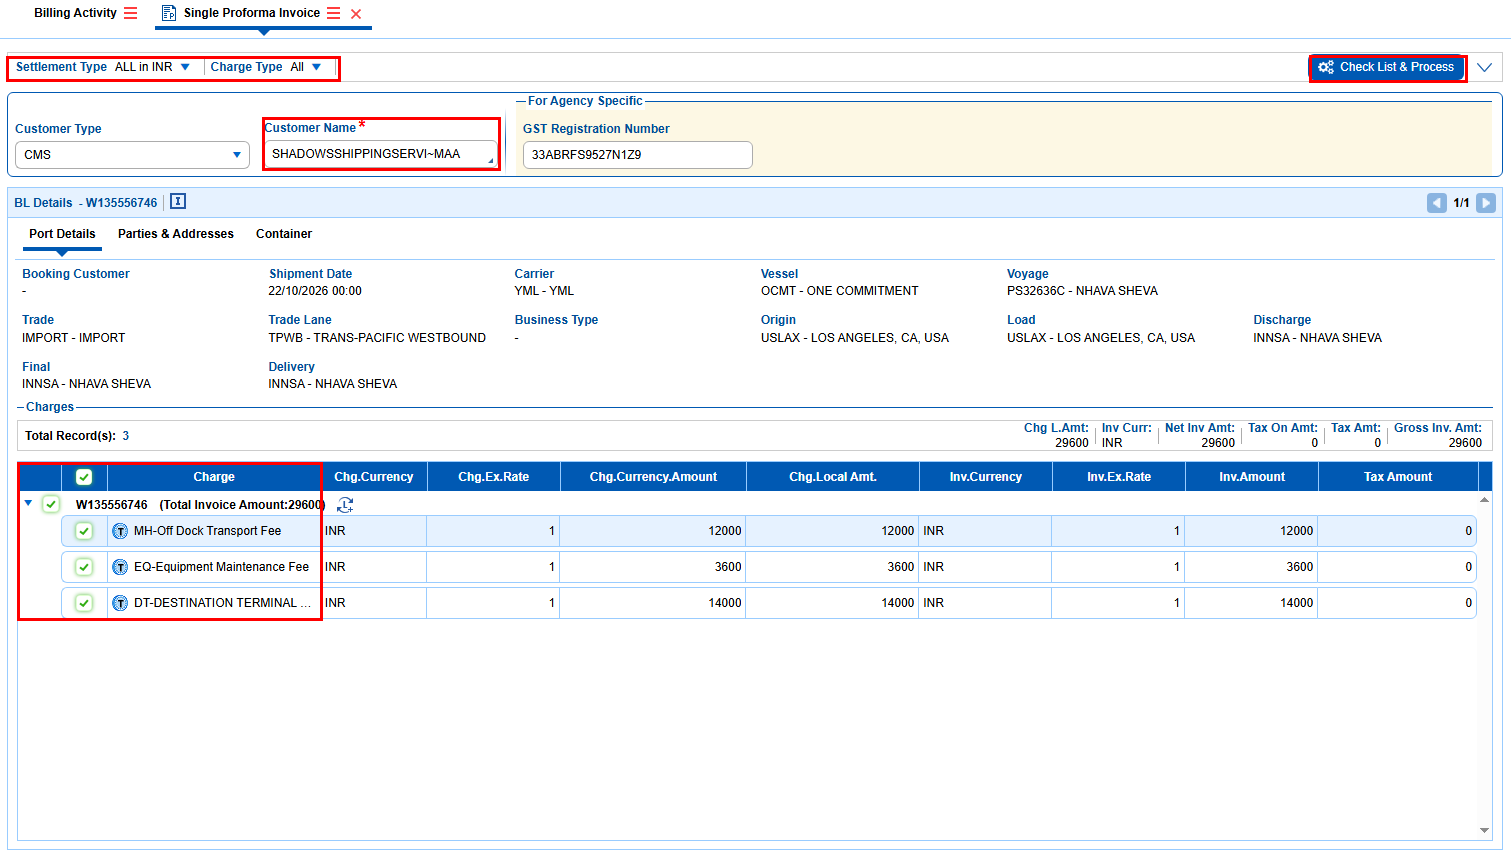 Billing Activity
Single Proforma Invoice
Settlement Type ALL in INR Charge Type All
Check List & Process
For Agency Specific
Customer Type
Customer Name *
GST Registration Number
CMS
SHADOWSSHIPPINGSERVI~MAA
33ABRFS9527N1Z9
BL Details - W135556746
1/1
Port Details Parties & Addresses Container
Booking Customer Shipment Date Carrier Vessel Voyage
- 22/10/2026 00:00 YML - YML OCMT - ONE COMMITMENT PS32636C - NHAVA SHEVA
Trade Trade Lane Business Type Origin Load Discharge
IMPORT - IMPORT TPWB - TRANS-PACIFIC WESTBOUND - USLAX - LOS ANGELES, CA, USA USLAX - LOS ANGELES, CA, USA INNSA - NHAVA SHEVA
Final Delivery
INNSA - NHAVA SHEVA INNSA - NHAVA SHEVA
Charges
Total Record(s): 3
Chg L.Amt: Inv Curr: Net Inv Amt: Tax On Amt: Tax Amt: Gross Inv. Amt:
29600 INR 29600 0 0 29600
Charge Chg.Currency Chg.Ex.Rate Chg.Currency.Amount Chg.Local Amt. Inv.Currency Inv.Ex.Rate Inv.Amount Tax Amount
W135556746 (Total Invoice Amount:29600)
T MH-Off Dock Transport Fee INR 1 12000 12000 INR 1 12000 0
T EQ-Equipment Maintenance Fee INR 1 3600 3600 INR 1 3600 0
T DT-DESTINATION TERMINAL ... INR 1 14000 14000 INR 1 14000 0